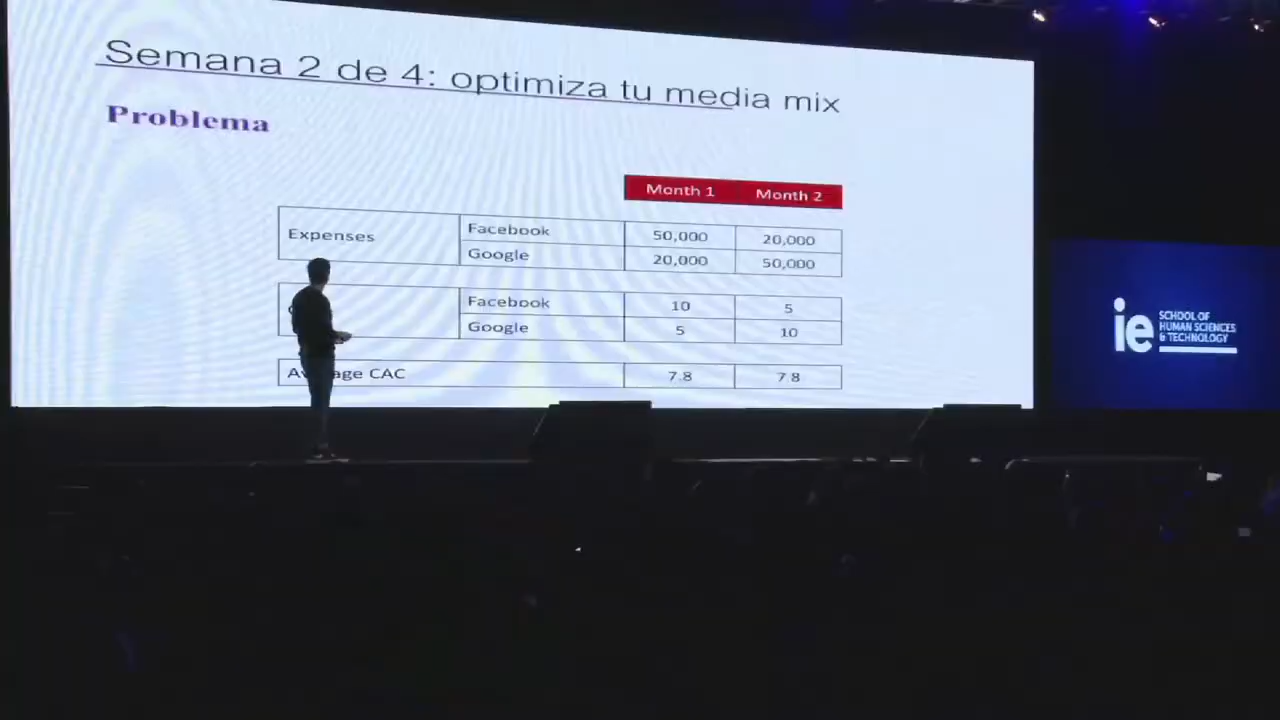 Semana 2 de 4: optimiza tu media mix
Problema
Month 1 Month 2
Expenses Facebook 50,000 20,000
Google 20,000 50,000
Facebook 10 5
Google 5 10
age CAC 7.8 7.8
ie SCHOOL OF
HUMAN SCIENCES
& TECHNOLOGY